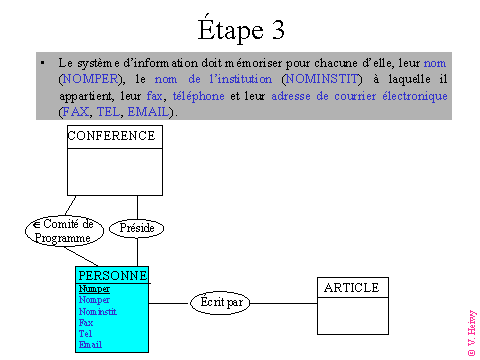 Étape 3
• Le système d’information doit mémoriser pour chacune d’elle, leur nom
(NOMPER), le nom de l’institution (NOMINSTIT) à laquelle il
appartient, leur fax, téléphone et leur adresse de courrier électronique
(FAX, TEL, EMAIL).
CONFERENCE
∈ Comité de
Programme
Préside
PERSONNE
Numper
Nomper
Nominstit
Fax
Tel
Email
Écrit par
ARTICLE
© V. Heiwy